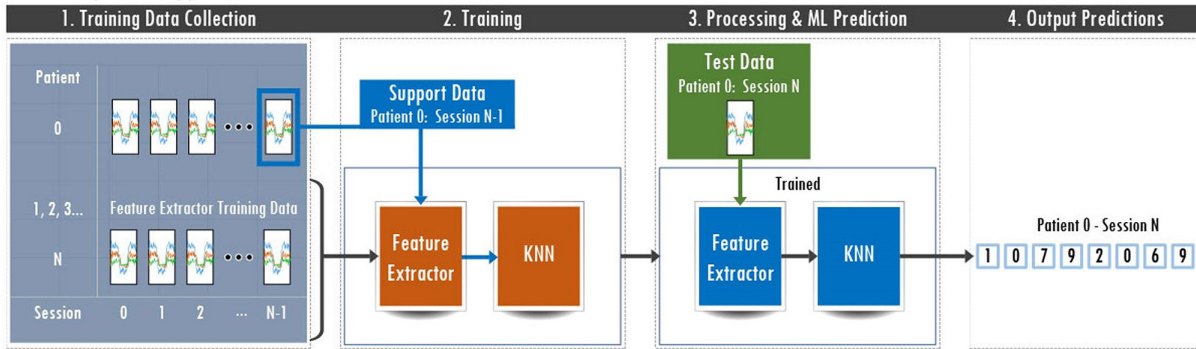 1. Training Data Collection
2. Training
3. Processing & ML Prediction
4. Output Predictions
Patient
0
1, 2, 3...
Feature Extractor Training Data
N
Session
0
1
2
...
N-1
Support Data
Patient 0: Session N-1
Feature
Extractor
KNN
Test Data
Patient 0: Session N
Trained
Feature
Extractor
KNN
Patient 0 - Session N
1 0 7 9 2 0 6 9